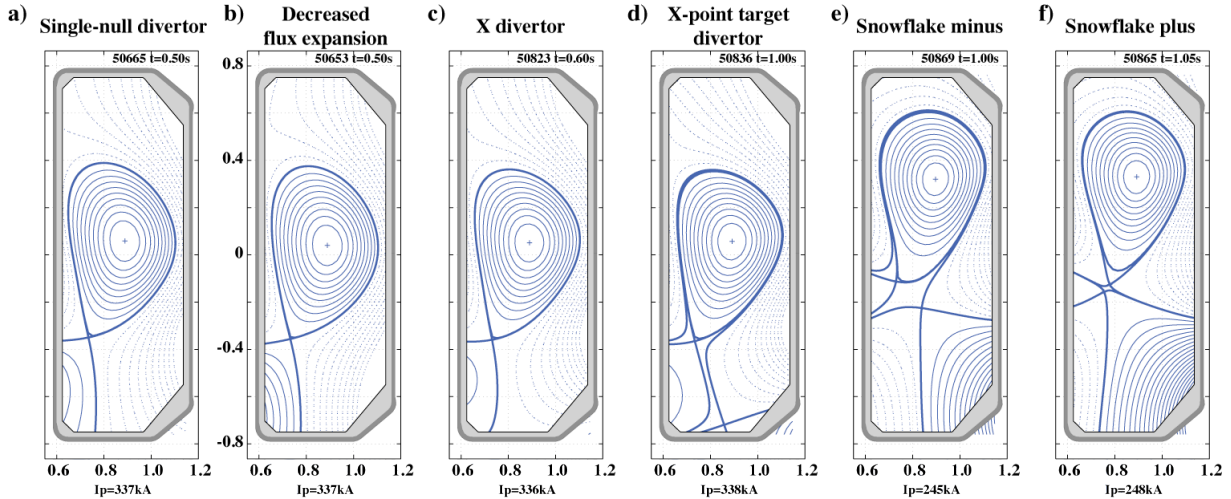 a) Single-null divertor
b) Decreased
flux expansion
c) X divertor
d) X-point target
divertor
e) Snowflake minus
f) Snowflake plus
50665 t=0.50s
50653 t=0.50s
50823 t=0.60s
50836 t=1.00s
50869 t=1.00s
50865 t=1.05s
0.8
0.4
0
-0.4
-0.8
0.6 0.8 1.0 1.2
0.6 0.8 1.0 1.2
0.6 0.8 1.0 1.2
0.6 0.8 1.0 1.2
0.6 0.8 1.0 1.2
0.6 0.8 1.0 1.2
Ip=337kA
Ip=337kA
Ip=336kA
Ip=338kA
Ip=245kA
Ip=248kA